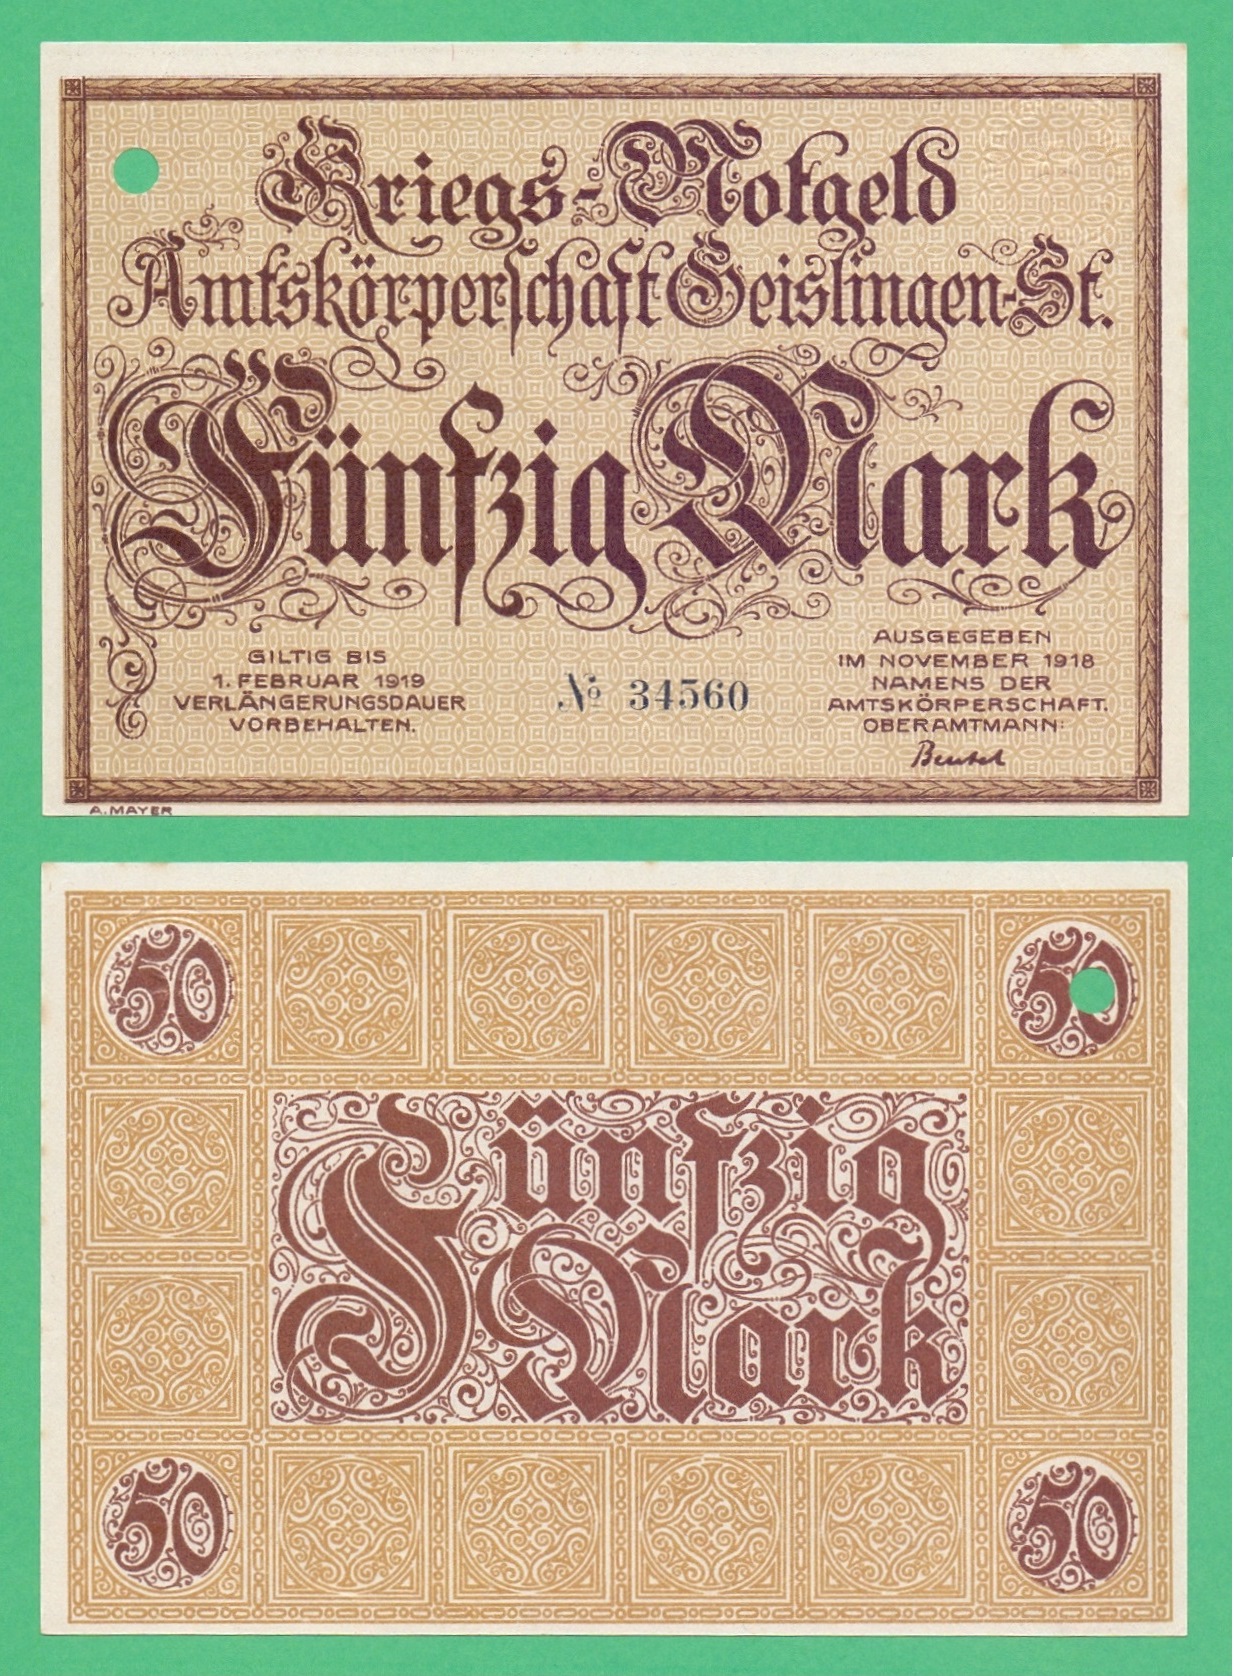 Kriegs-Notgeld
Amtskörperschaft Geislingen-St.
Fünfzig Mark
GILTIG BIS
1. FEBRUAR 1919
VERLÄNGERUNGSDAUER
VORBEHALTEN.
№ 34560
AUSGEGEBEN
IM NOVEMBER 1918
NAMENS DER
AMTSKÖRPERSCHAFT.
OBERAMTMANN:
A. MAYER
50
50
Fünfzig
Mark
50
50